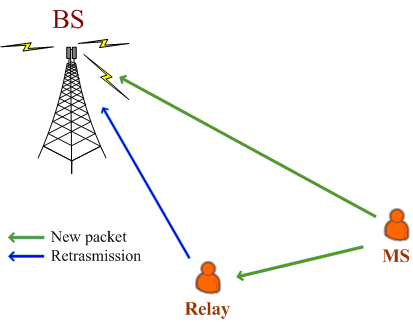 BS
New packet
Retrasmission
MS
Relay